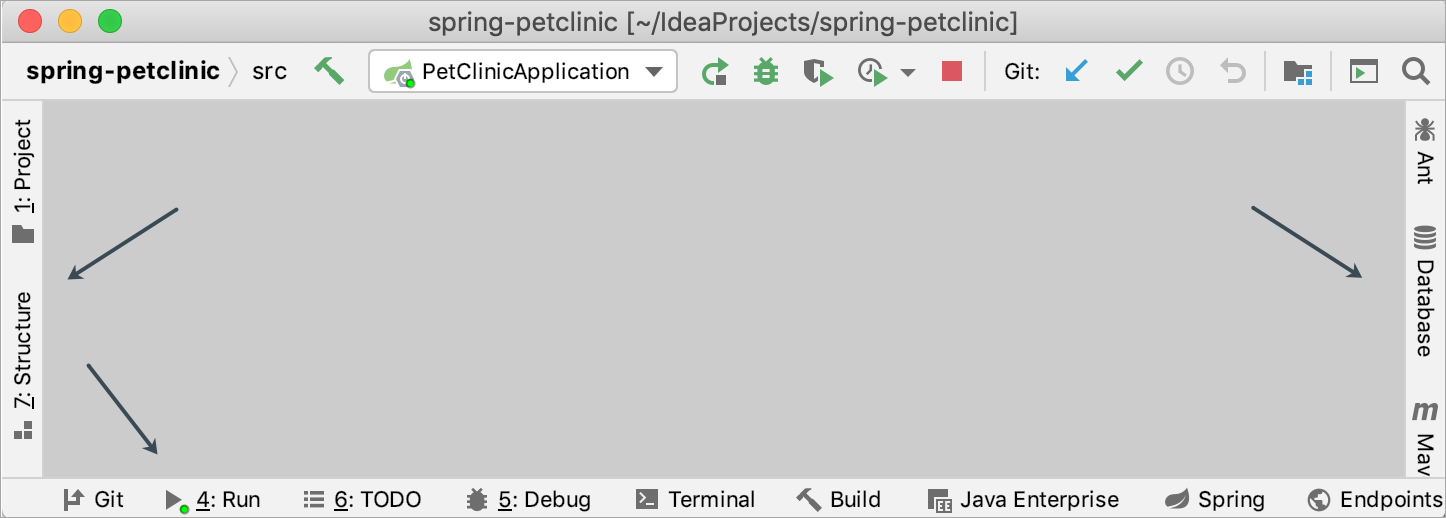 spring-petclinic [~/IdeaProjects/spring-petclinic]
spring-petclinic src PetClinicApplication Git:
1: Project
7: Structure
Ant
Database
m
Mav
Git 4: Run 6: TODO 5: Debug Terminal Build Java Enterprise Spring Endpoints